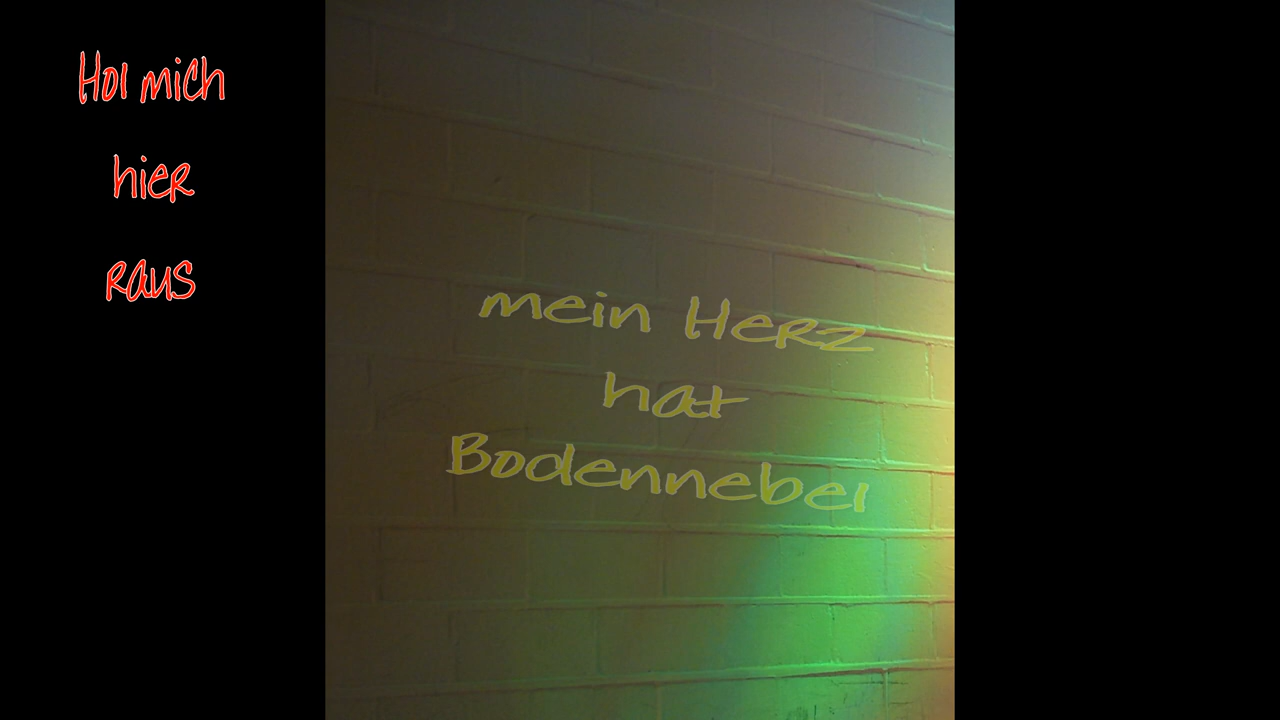 Hol mich
hier
raus
mein Herz
hat
Bodennebel